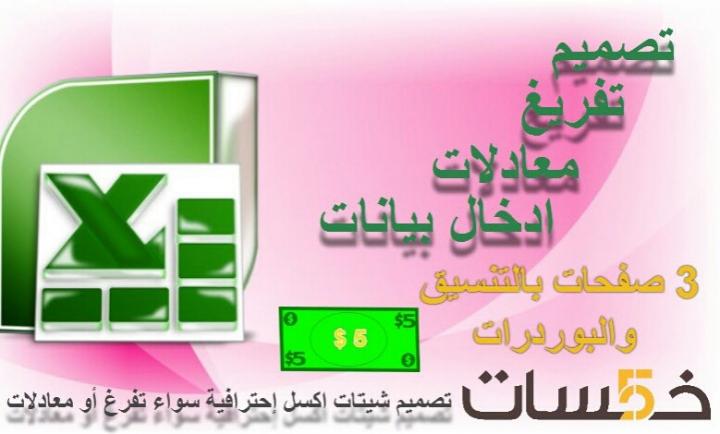 تصميم
تفريغ
معادلات
ادخال بيانات
3 صفحات بالتنسيق
والبوردرات
$5
$ 5
$5
خمسات
تصميم شيتات اكسل إحترافية سواء تفرغ أو معادلات